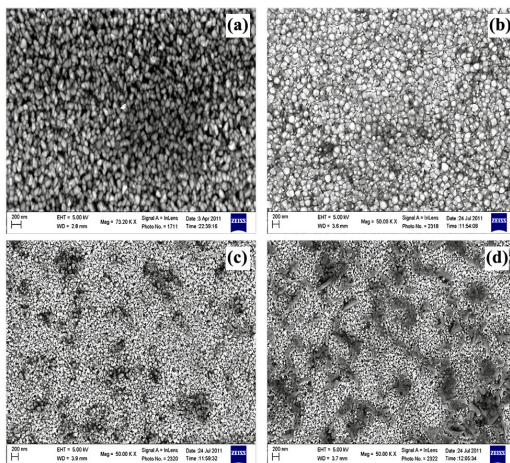 (a)
200 nm EHT = 5.00 kV Signal A = InLens Date :3 Apr 2011 ZEISS
WD = 2.8 mm Mag = 73.20 K X Photo No. = 1711 Time :22:39:16
(b)
200 nm EHT = 5.00 kV Signal A = InLens Date :24 Jul 2011 ZEISS
WD = 3.6 mm Mag = 50.00 K X Photo No. = 2318 Time :11:54:08
(c)
200 nm EHT = 5.00 kV Signal A = InLens Date :24 Jul 2011 ZEISS
WD = 3.9 mm Mag = 50.00 K X Photo No. = 2320 Time :11:59:32
(d)
200 nm EHT = 5.00 kV Signal A = InLens Date :24 Jul 2011 ZEISS
WD = 3.7 mm Mag = 50.00 K X Photo No. = 2322 Time :12:05:34